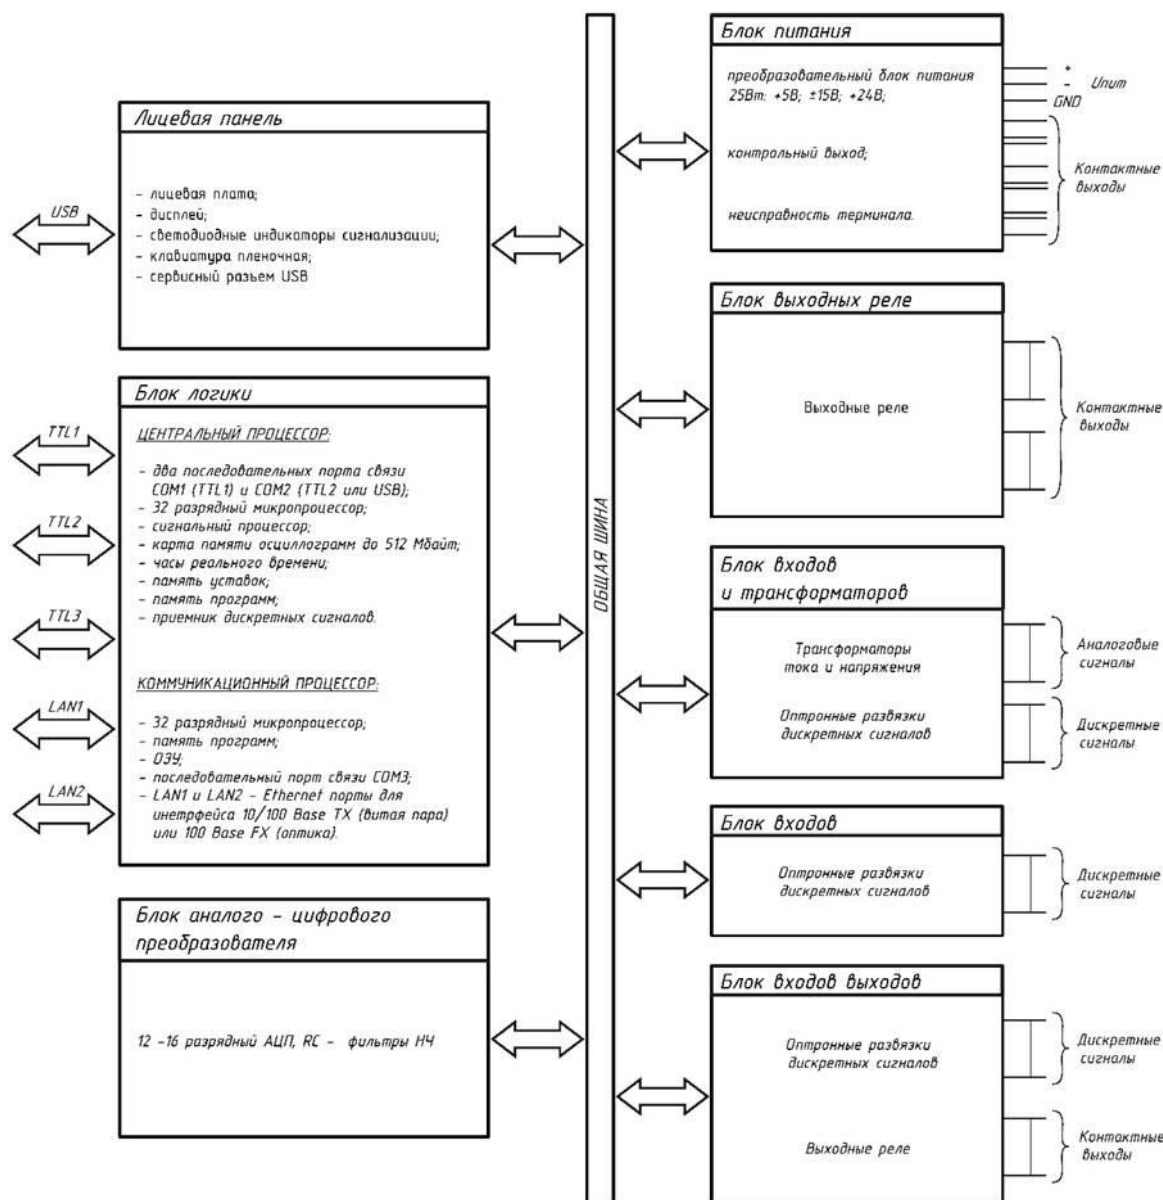 Лицевая панель
USB
- лицевая плата;
- дисплей;
- светодиодные индикаторы сигнализации;
- клавиатура пленочная;
- сервисный разъем USB
Блок логики
TTL1
TTL2
TTL3
LAN1
LAN2
ЦЕНТРАЛЬНЫЙ ПРОЦЕССОР:
- два последовательных порта связи
COM1 (TTL1) и COM2 (TTL2 или USB);
- 32 разрядный микропроцессор;
- сигнальный процессор;
- карта памяти осциллограмм до 512 Мбайт;
- часы реального времени;
- память уставок;
- память программ;
- приемник дискретных сигналов.
КОММУНИКАЦИОННЫЙ ПРОЦЕССОР:
- 32 разрядный микропроцессор;
- память программ;
- ОЗУ;
- последовательный порт связи COM3;
- LAN1 и LAN2 - Ethernet порты для
инетрфейса 10/100 Base TX (витая пара)
или 100 Base FX (оптика).
Блок аналого - цифрового
преобразователя
12 -16 разрядный АЦП, RC - фильтры НЧ
ОБЩАЯ ШИНА
Блок питания
преобразовательный блок питания
25Вт: +5В; ±15В; +24В;
контрольный выход;
неисправность терминала.
+
-
GND
Uпит
Контактные
выходы
Блок выходных реле
Выходные реле
Контактные
выходы
Блок входов
и трансформаторов
Трансформаторы
тока и напряжения
Оптронные развязки
дискретных сигналов
Аналоговые
сигналы
Дискретные
сигналы
Блок входов
Оптронные развязки
дискретных сигналов
Дискретные
сигналы
Блок входов выходов
Оптронные развязки
дискретных сигналов
Выходные реле
Дискретные
сигналы
Контактные
выходы